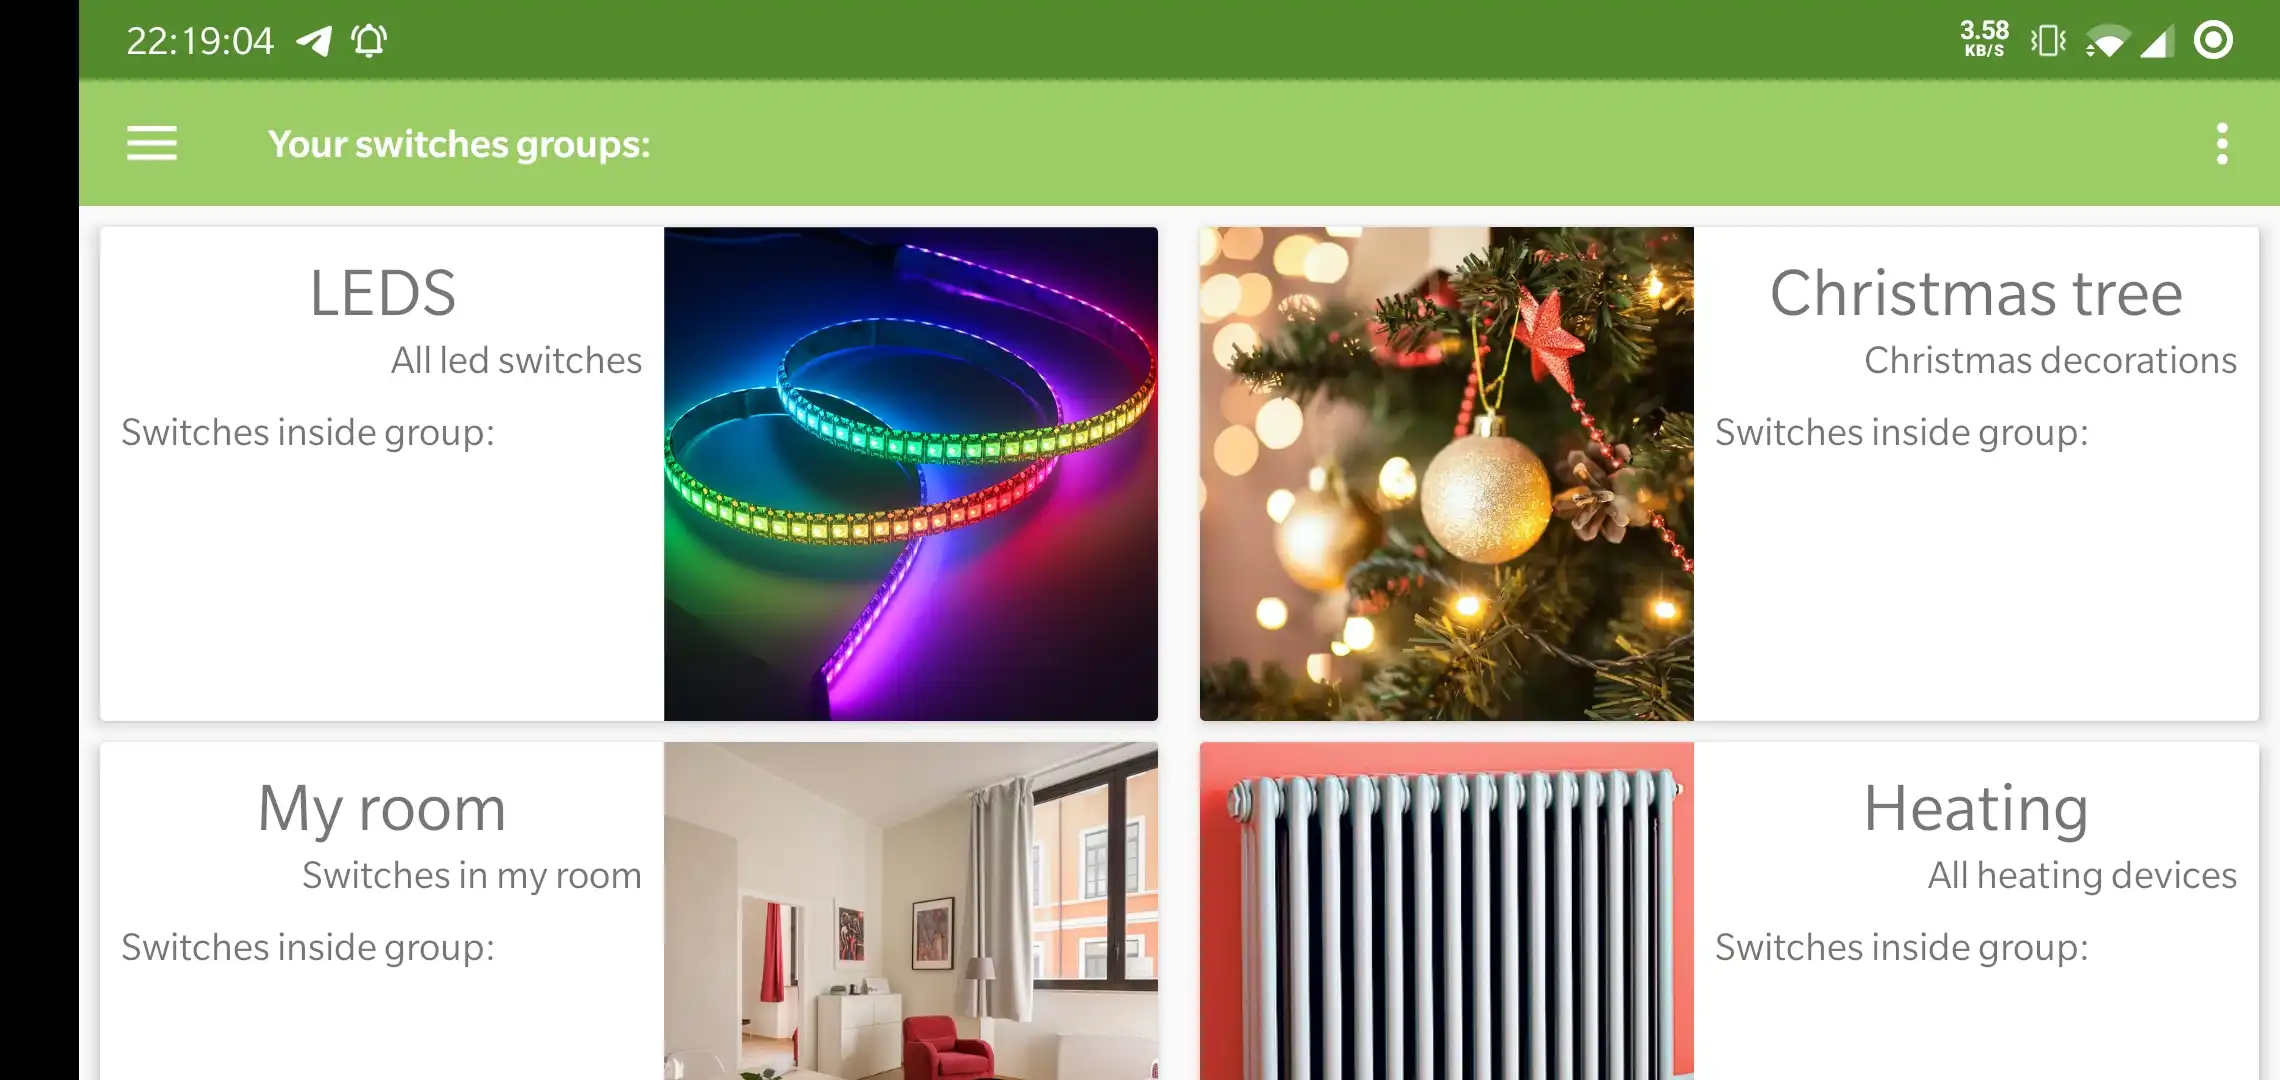 22:19:04
3.58
KB/S
Your switches groups:
LEDS
All led switches
Switches inside group:
Christmas tree
Christmas decorations
Switches inside group:
My room
Switches in my room
Switches inside group:
Heating
All heating devices
Switches inside group: